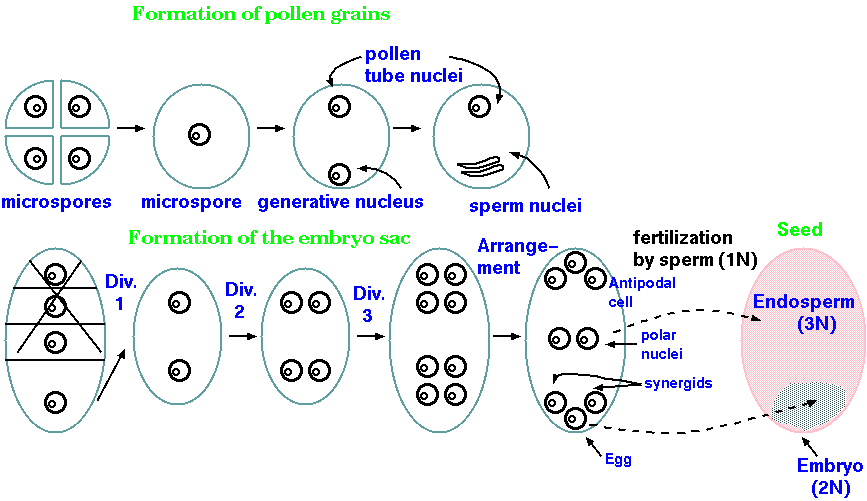 Formation of pollen grains
pollen
tube nuclei
microspores
microspore
generative nucleus
sperm nuclei
Formation of the embryo sac
Div.
1
Div.
2
Div.
3
Arrange–
ment
fertilization
by sperm (1N)
Seed
Antipodal
cell
polar
nuclei
synergids
Egg
Endosperm
(3N)
Embryo
(2N)